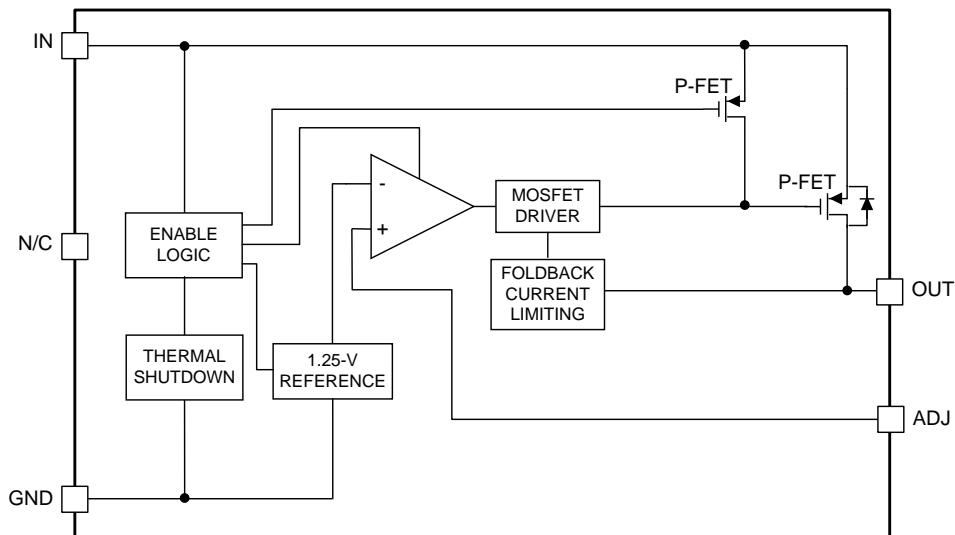 IN
P-FET
P-FET
-
+
MOSFET
DRIVER
N/C
ENABLE
LOGIC
FOLDBACK
CURRENT
LIMITING
OUT
THERMAL
SHUTDOWN
1.25-V
REFERENCE
ADJ
GND